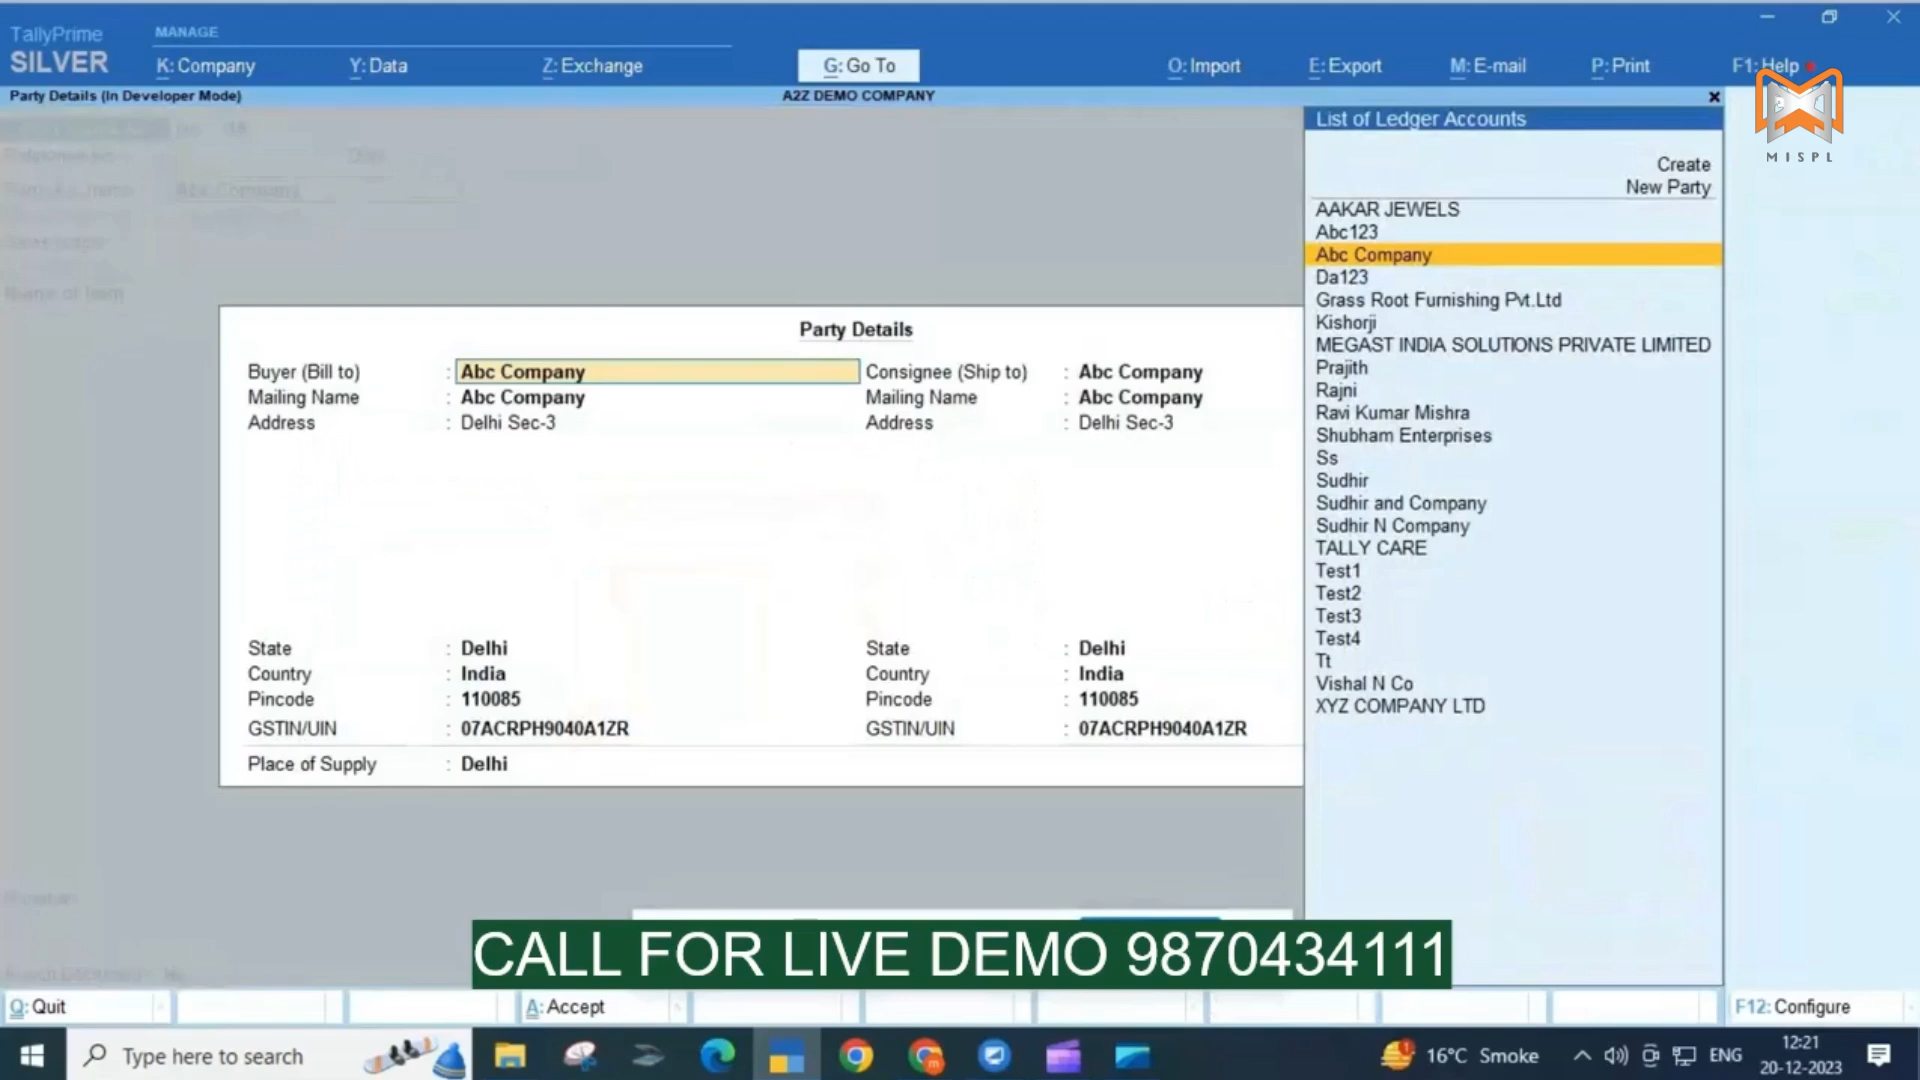 TallyPrime
SILVER
MANAGE
K: Company
Y: Data
Z: Exchange
G: Go To
O: Import
E: Export
M: E-mail
P: Print
F1: Help
Party Details (In Developer Mode)
A2Z DEMO COMPANY
MISPL
Abc Company
Party Details
Buyer (Bill to) : Abc Company Consignee (Ship to) : Abc Company
Mailing Name : Abc Company Mailing Name : Abc Company
Address : Delhi Sec-3 Address : Delhi Sec-3
State : Delhi State : Delhi
Country : India Country : India
Pincode : 110085 Pincode : 110085
GSTIN/UIN : 07ACRPH9040A1ZR GSTIN/UIN : 07ACRPH9040A1ZR
Place of Supply : Delhi
List of Ledger Accounts
Create
New Party
AAKAR JEWELS
Abc123
Abc Company
Da123
Grass Root Furnishing Pvt.Ltd
Kishorji
MEGAST INDIA SOLUTIONS PRIVATE LIMITED
Prajith
Rajni
Ravi Kumar Mishra
Shubham Enterprises
Ss
Sudhir
Sudhir and Company
Sudhir N Company
TALLY CARE
Test1
Test2
Test3
Test4
Tt
Vishal N Co
XYZ COMPANY LTD
CALL FOR LIVE DEMO 9870434111
Q: Quit
A: Accept
F12: Configure
Type here to search
16°C Smoke
ENG
12:21
20-12-2023